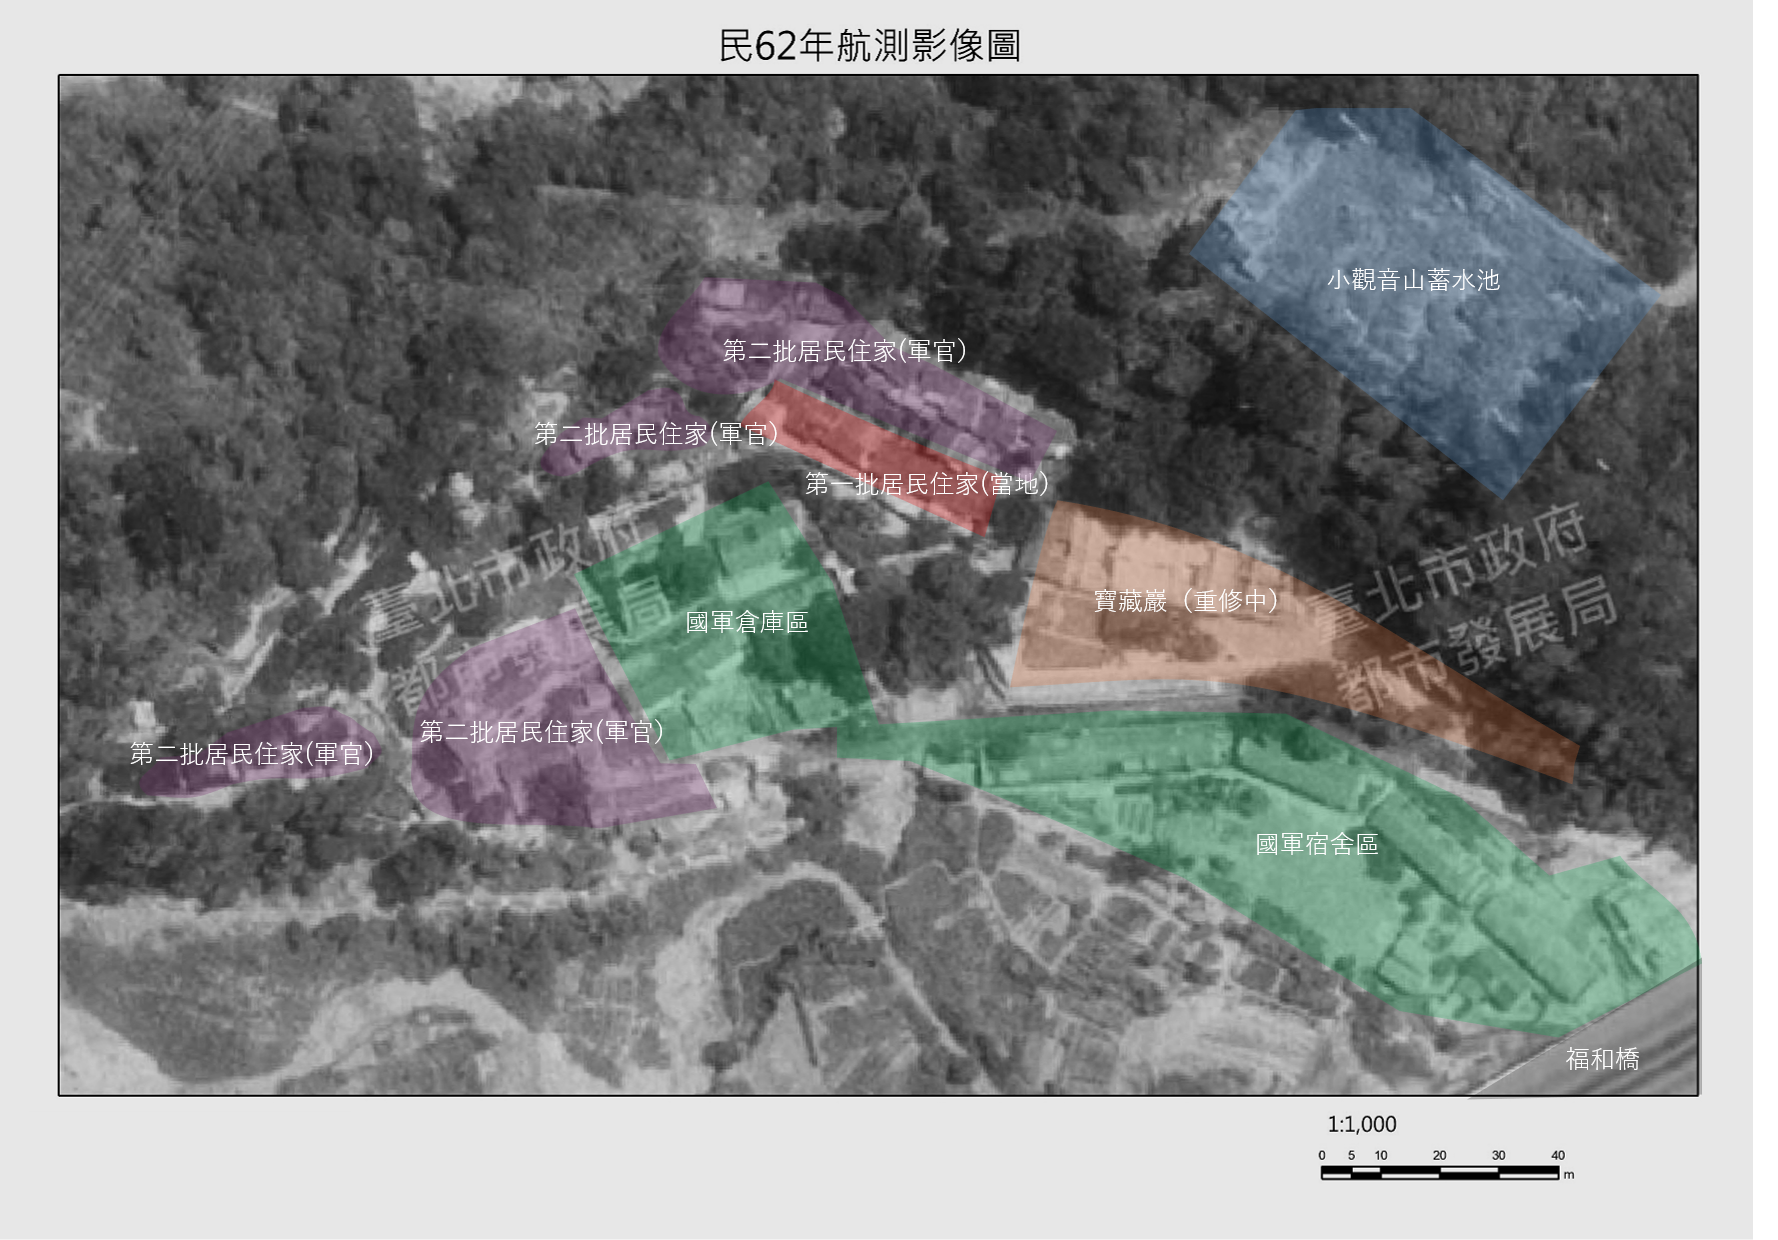 民62年航測影像圖
小觀音山蓄水池
第二批居民住家(軍官)
第二批居民住家(軍官)
第一批居民住家(當地)
臺北市政府
都市發展局
臺北市政府
都市發展局
寶藏巖（重修中）
國軍倉庫區
第二批居民住家(軍官)
第二批居民住家(軍官)
國軍宿舍區
福和橋
1:1,000
0 5 10 20 30 40
m